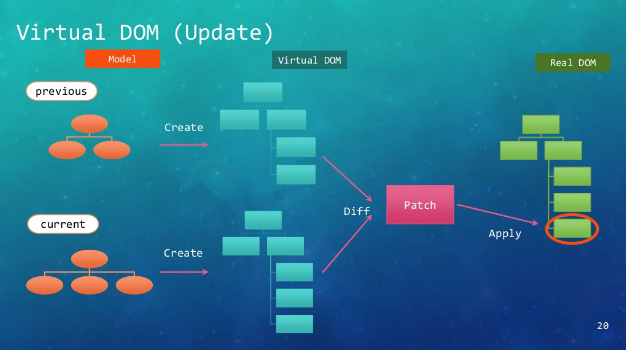 Virtual DOM (Update)
Model
Virtual DOM
Real DOM
previous
Create
Diff
Patch
Apply
current
Create
20